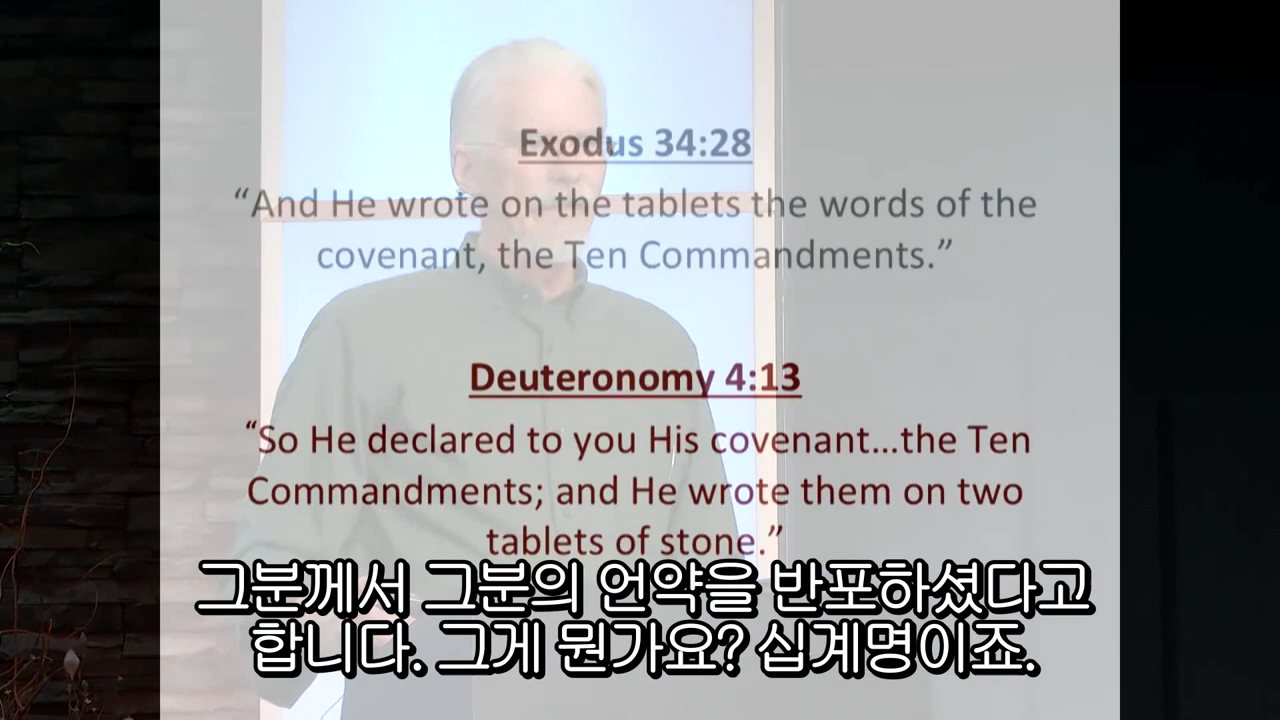 Exodus 34:28
“And He wrote on the tablets the words of the
covenant, the Ten Commandments.”
Deuteronomy 4:13
“So He declared to you His covenant...the Ten
Commandments; and He wrote them on two
tablets of stone.”
그분께서 그분의 언약을 반포하셨다고
합니다. 그게 뭔가요? 십계명이죠.